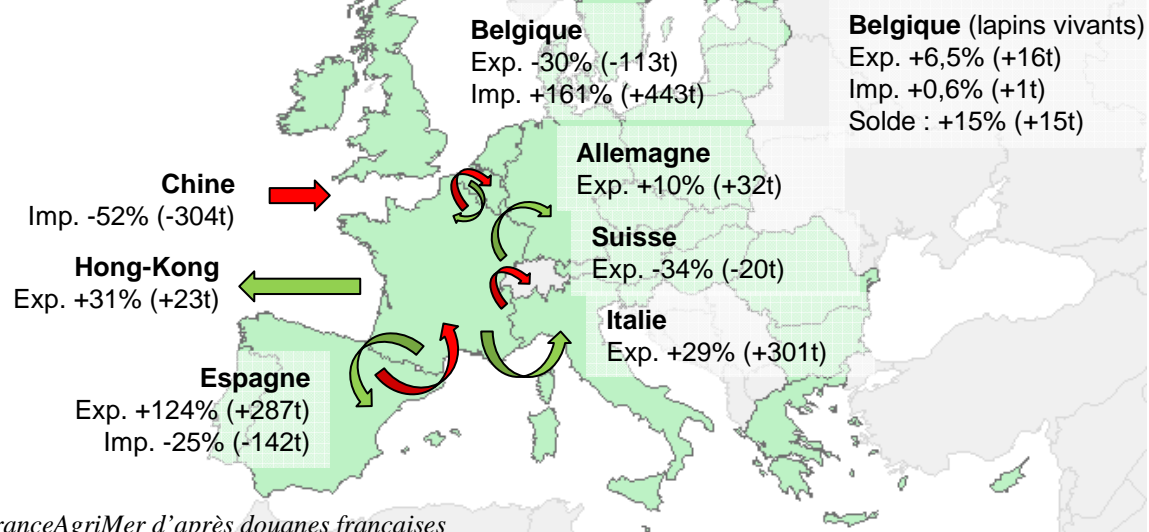 Belgique
Exp. -30% (-113t)
Imp. +161% (+443t)
Belgique (lapins vivants)
Exp. +6,5% (+16t)
Imp. +0,6% (+1t)
Solde : +15% (+15t)
Allemagne
Exp. +10% (+32t)
Chine
Imp. -52% (-304t)
Suisse
Exp. -34% (-20t)
Hong-Kong
Exp. +31% (+23t)
Italie
Exp. +29% (+301t)
Espagne
Exp. +124% (+287t)
Imp. -25% (-142t)
ranceAgriMer d'après douanes françaises